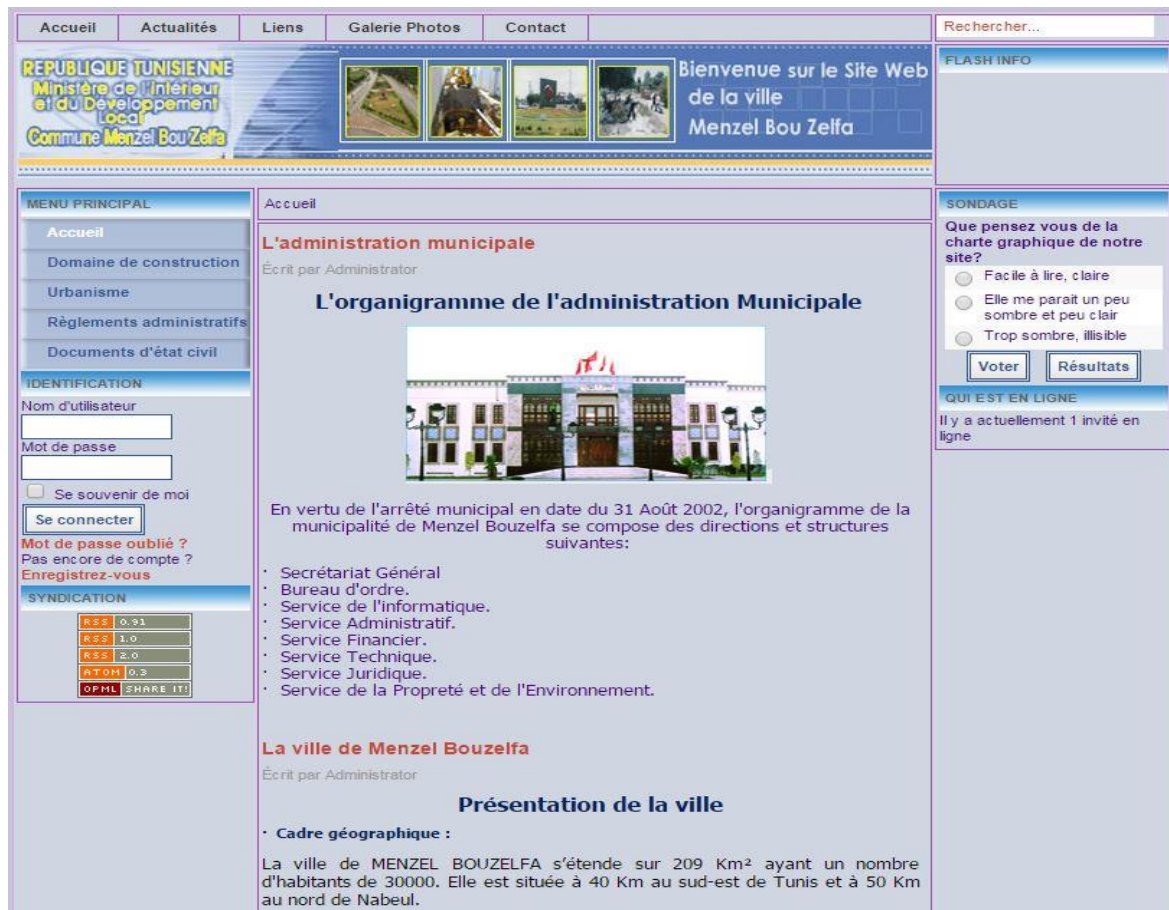 Accueil
Actualités
Liens
Galerie Photos
Contact
Rechercher...
REPUBLIQUE TUNISIENNE
Ministère de l'Intérieur
et du Développement
Local
Commune Menzel Bou Zelfa
Bienvenue sur le Site Web
de la ville
Menzel Bou Zelfa
FLASH INFO
MENU PRINCIPAL
Accueil
Domaine de construction
Urbanisme
Règlements administratifs
Documents d'état civil
IDENTIFICATION
Nom d'utilisateur
Mot de passe
Se souvenir de moi
Se connecter
Mot de passe oublié ?
Pas encore de compte ?
Enregistrez-vous
SYNDICATION
RSS 0.91
RSS 1.0
RSS 2.0
ATOM 0.3
OPML SHARE IT!
Accueil
L'administration municipale
Écrit par Administrator
L'organigramme de l'administration Municipale
En vertu de l'arrêté municipal en date du 31 Août 2002, l'organigramme de la
municipalité de Menzel Bouzelfa se compose des directions et structures
suivantes:
· Secrétariat Général
· Bureau d'ordre.
· Service de l'informatique.
· Service Administratif.
· Service Financier.
· Service Technique.
· Service Juridique.
· Service de la Propreté et de l'Environnement.
La ville de Menzel Bouzelfa
Écrit par Administrator
Présentation de la ville
· Cadre géographique :
La ville de MENZEL BOUZELFA s'étende sur 209 Km² ayant un nombre
d'habitants de 30000. Elle est située à 40 Km au sud-est de Tunis et à 50 Km
au nord de Nabeul.
SONDAGE
Que pensez vous de la
charte graphique de notre
site?
Facile à lire, claire
Elle me parait un peu
sombre et peu clair
Trop sombre, illisible
Voter
Résultats
QUI EST EN LIGNE
Il y a actuellement 1 invité en
ligne